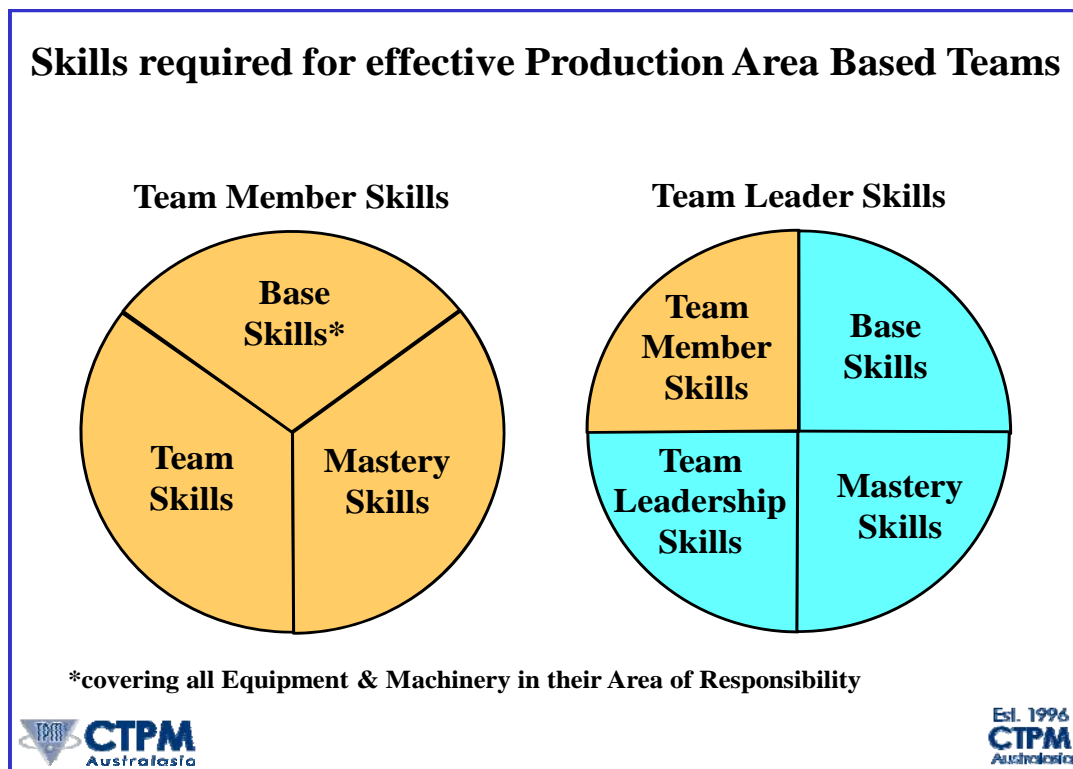 Skills required for effective Production Area Based Teams
Team Member Skills
Base
Skills*
Team
Skills
Mastery
Skills
Team Leader Skills
Team
Member
Skills
Base
Skills
Team
Leadership
Skills
Mastery
Skills
*covering all Equipment & Machinery in their Area of Responsibility
TPM
CTPM
Australasia
Est. 1996
CTPM
Australasia